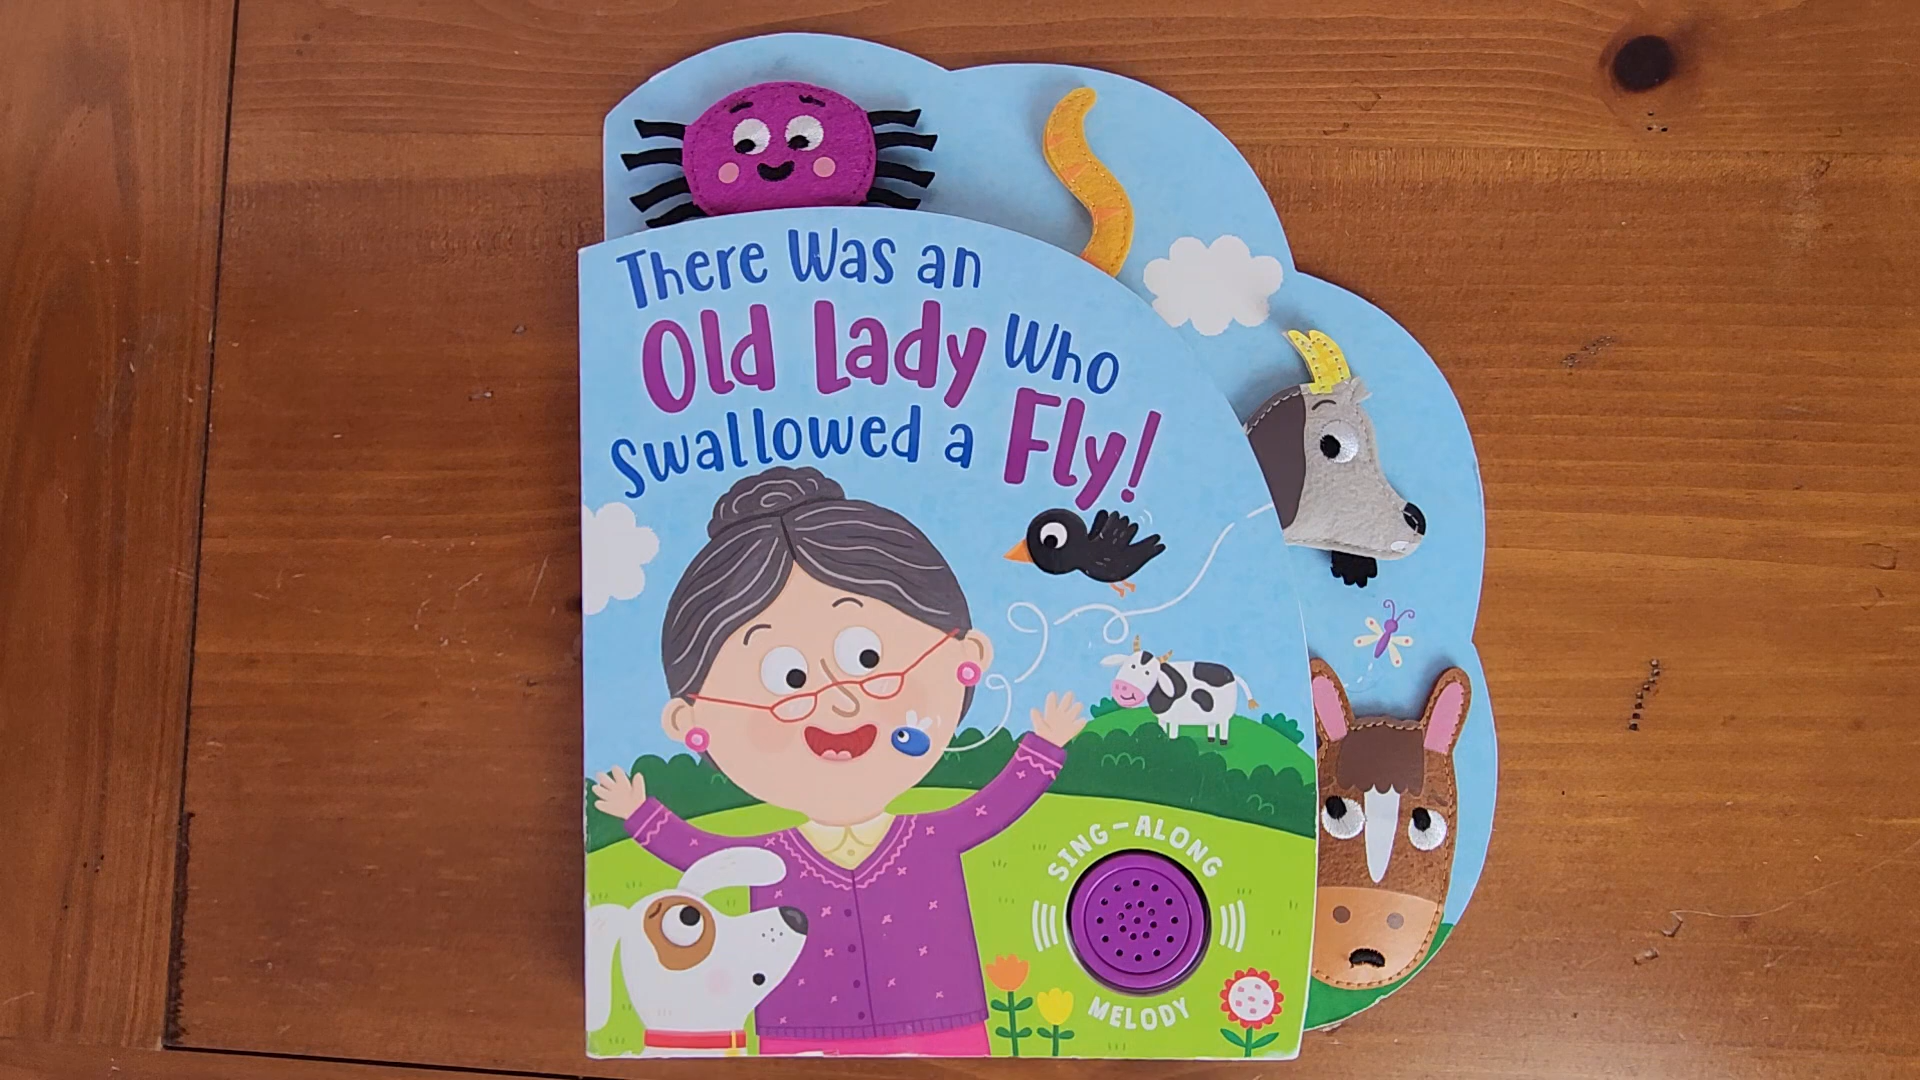 There Was an
Old Lady Who
Swallowed a Fly!
SING-ALONG
MELODY